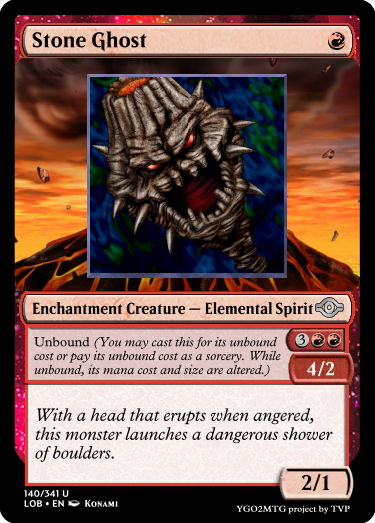 Stone Ghost
Enchantment Creature — Elemental Spirit
Unbound (You may cast this for its unbound
cost or pay its unbound cost as a sorcery. While
unbound, its mana cost and size are altered.)
3
4/2
With a head that erupts when angered,
this monster launches a dangerous shower
of boulders.
2/1
140/341 U
LOB • EN Konami
YGO2MTG project by TVP